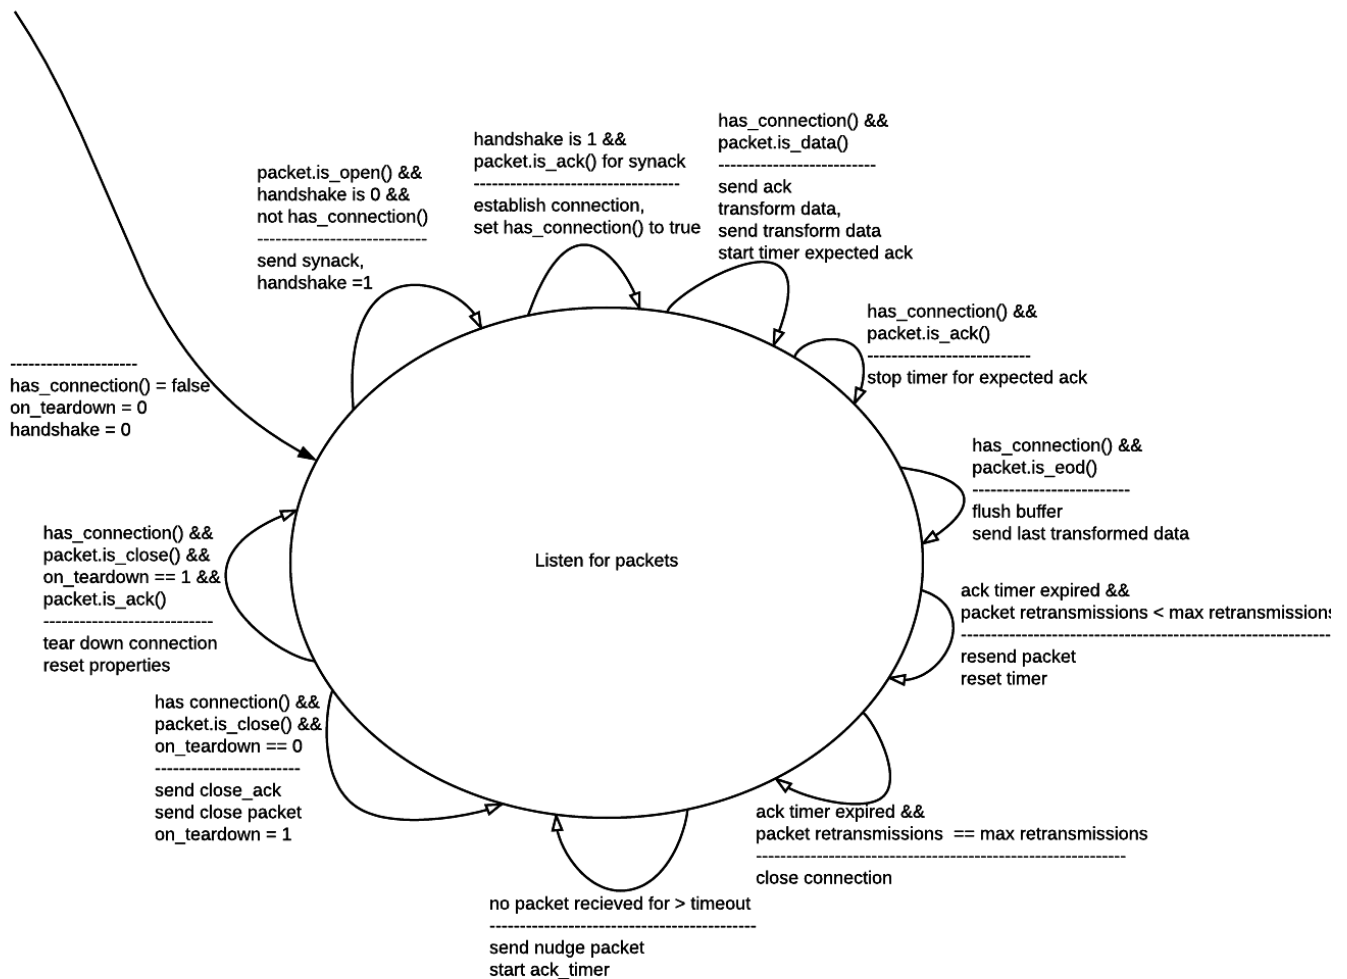 has_connection() &&
packet.is_data()
--------------------------
send ack
transform data,
send transform data
start timer expected ack
handshake is 1 &&
packet.is_ack() for synack
----------------------------------
establish connection,
set has_connection() to true
packet.is_open() &&
handshake is 0 &&
not has_connection()
----------------------------
send synack,
handshake =1
has_connection() &&
packet.is_ack()
---------------------------
stop timer for expected ack
---------------------
has_connection() = false
on_teardown = 0
handshake = 0
has_connection() &&
packet.is_eod()
--------------------------
flush buffer
send last transformed data
Listen for packets
has_connection() &&
packet.is_close() &&
on_teardown == 1 &&
packet.is_ack()
----------------------------
tear down connection
reset properties
ack timer expired &&
packet retransmissions < max retransmissions
-------------------------------------------------------------
resend packet
reset timer
has connection() &&
packet.is_close() &&
on_teardown == 0
------------------------
send close_ack
send close packet
on_teardown = 1
ack timer expired &&
packet retransmissions  == max retransmissions
-------------------------------------------------------------
close connection
no packet recieved for > timeout
--------------------------------------------
send nudge packet
start ack_timer